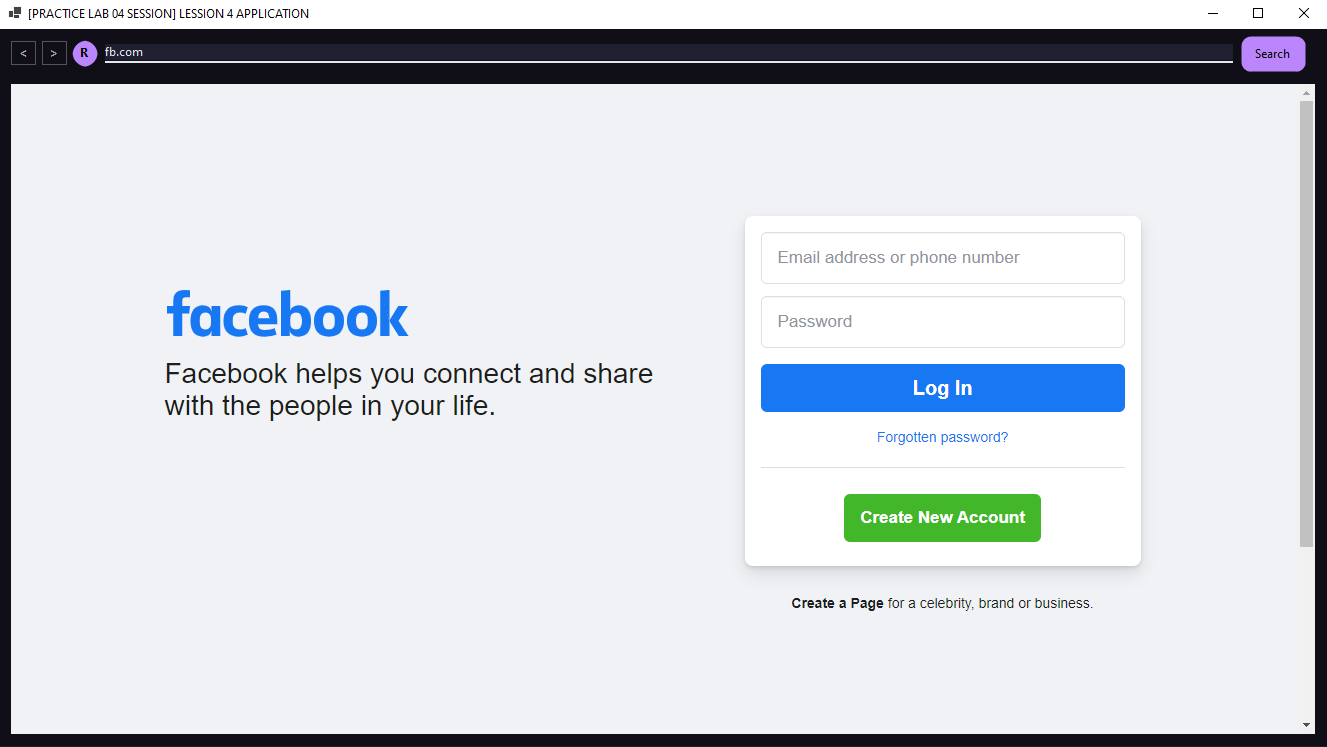 [PRACTICE LAB 04 SESSION] LESSION 4 APPLICATION
< > R fb.com Search
facebook
Facebook helps you connect and share
with the people in your life.
Email address or phone number
Password
Log In
Forgotten password?
Create New Account
Create a Page for a celebrity, brand or business.